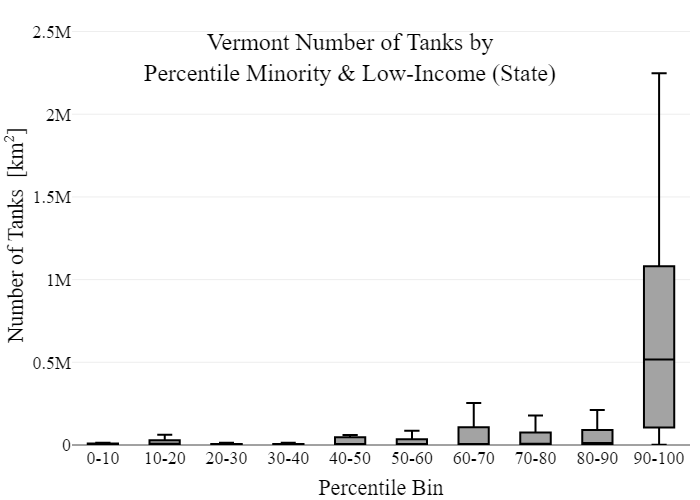 Vermont Number of Tanks by
Percentile Minority & Low-Income (State)
Number of Tanks [km²]
2.5M
2M
1.5M
1M
0.5M
0
0-10 10-20 20-30 30-40 40-50 50-60 60-70 70-80 80-90 90-100
Percentile Bin